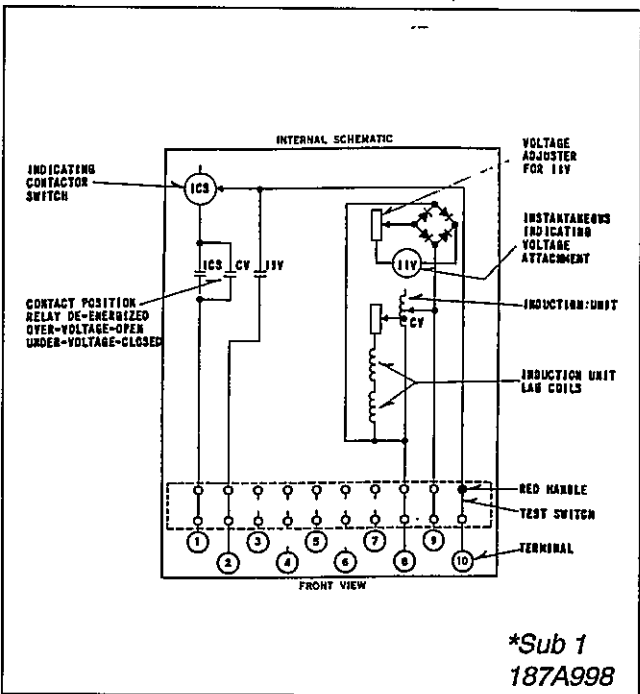 INTERNAL SCHEMATIC
INDICATING
CONTACTOR
SWITCH
ICS
ICS
CV
IIV
CONTACT POSITION
RELAY DE-ENERGIZED
OVER-VOLTAGE-OPEN
UNDER-VOLTAGE-CLOSED
VOLTAGE
ADJUSTER
FOR IIV
INSTANTANEOUS
INDICATING
VOLTAGE
ATTACHMENT
IIV
INDUCTION UNIT
CV
INDUCTION UNIT
LAG COILS
RED HANDLE
TEST SWITCH
TERMINAL
1
2
3
4
5
6
7
8
9
10
FRONT VIEW
*Sub 1
187A998